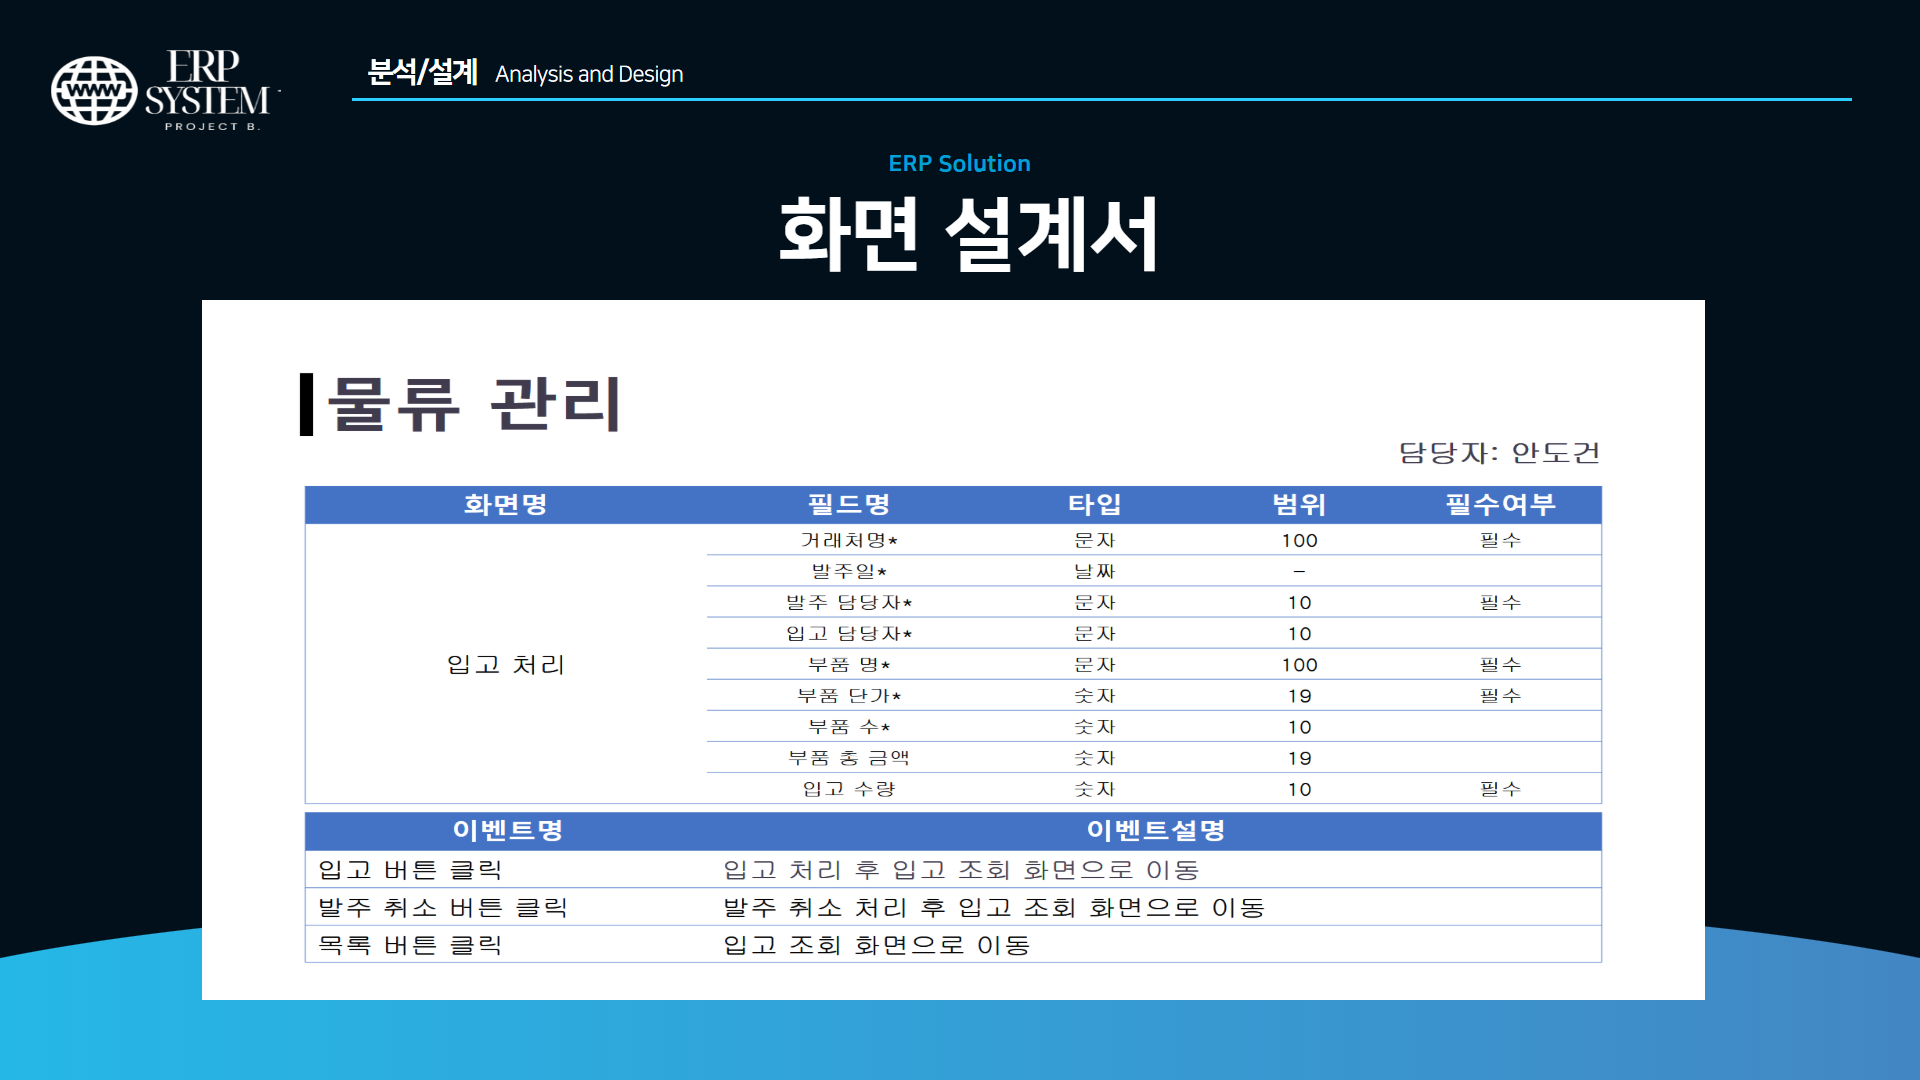 ERP
SYSTEM
PROJECT B.
WWW
분석/설계 Analysis and Design
ERP Solution
화면 설계서
물류 관리
담당자: 안도건
화면명 필드명 타입 범위 필수여부
입고 처리
거래처명* 문자 100 필수
발주일* 날짜 -
발주 담당자* 문자 10 필수
입고 담당자* 문자 10
부품 명* 문자 100 필수
부품 단가* 숫자 19 필수
부품 수* 숫자 10
부품 총 금액 숫자 19
입고 수량 숫자 10 필수
이벤트명 이벤트설명
입고 버튼 클릭 입고 처리 후 입고 조회 화면으로 이동
발주 취소 버튼 클릭 발주 취소 처리 후 입고 조회 화면으로 이동
목록 버튼 클릭 입고 조회 화면으로 이동